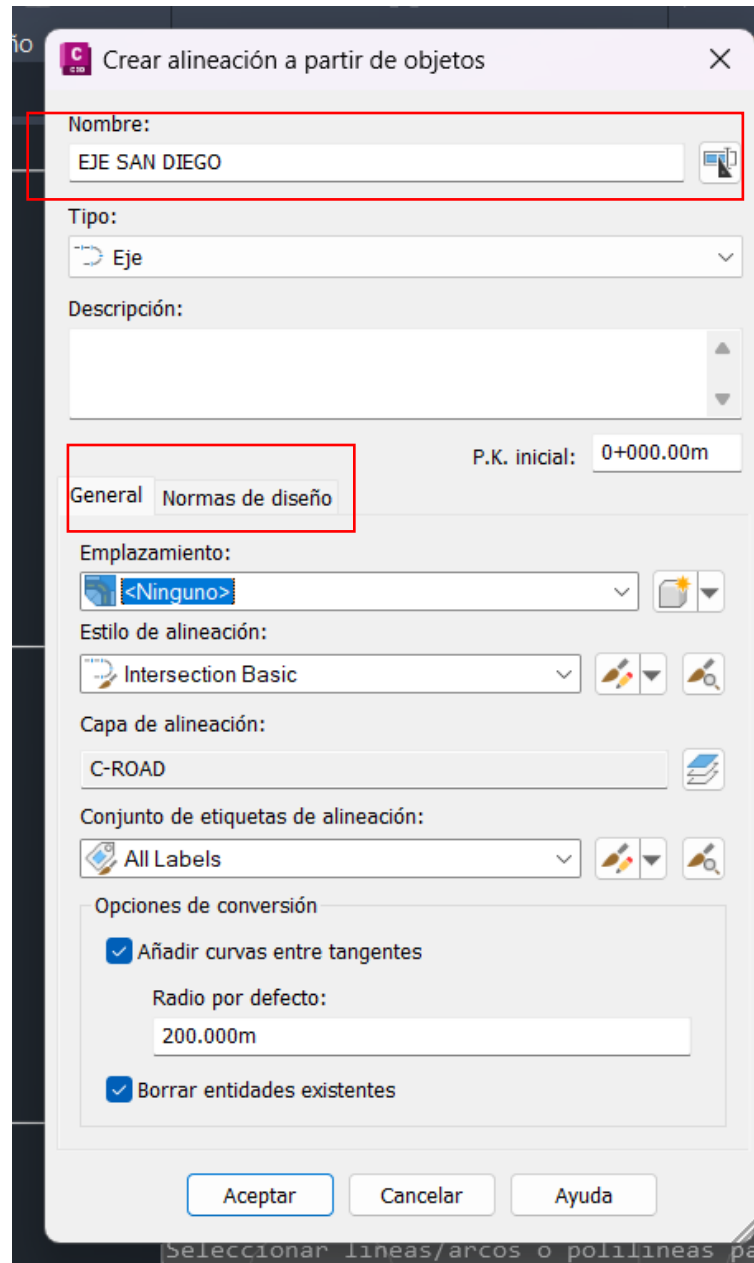 ño
C
C3D
Crear alineación a partir de objetos
Nombre:
EJE SAN DIEGO
Tipo:
Eje
Descripción:
P.K. inicial: 0+000.00m
General Normas de diseño
Emplazamiento:
<Ninguno>
Estilo de alineación:
Intersection Basic
Capa de alineación:
C-ROAD
Conjunto de etiquetas de alineación:
All Labels
Opciones de conversión
Añadir curvas entre tangentes
Radio por defecto:
200.000m
Borrar entidades existentes
Aceptar Cancelar Ayuda
Seleccionar líneas/arcos o polilíneas pa